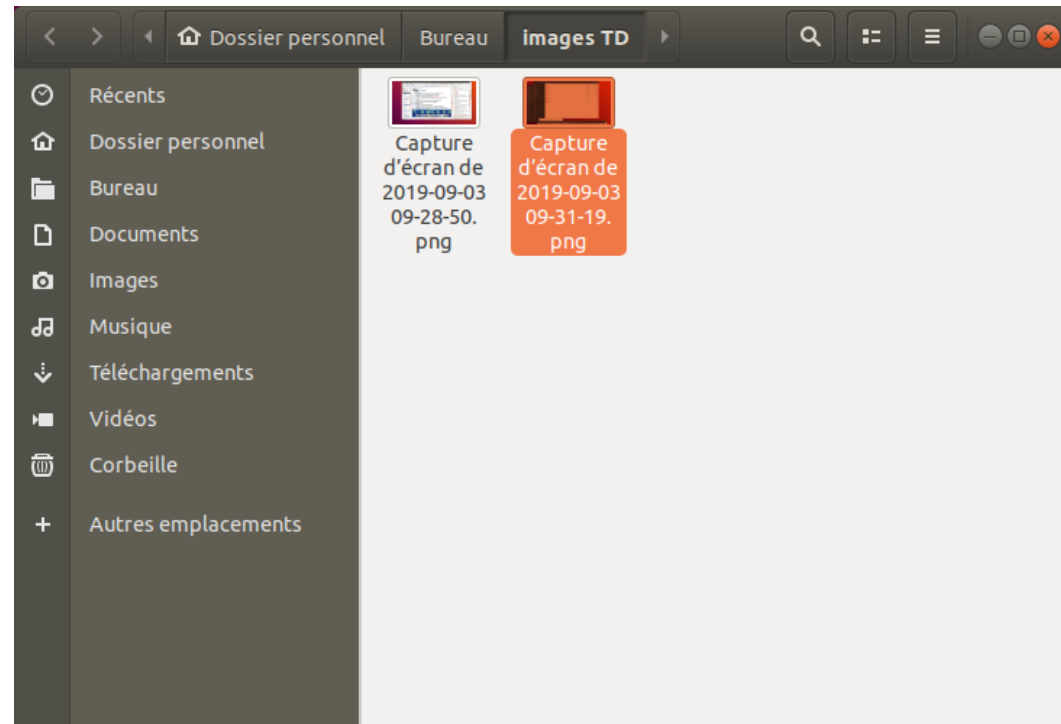 Dossier personnel Bureau images TD
Récents
Dossier personnel
Bureau
Documents
Images
Musique
Téléchargements
Vidéos
Corbeille
Autres emplacements
Capture
d’écran de
2019-09-03
09-28-50.
png
Capture
d’écran de
2019-09-03
09-31-19.
png